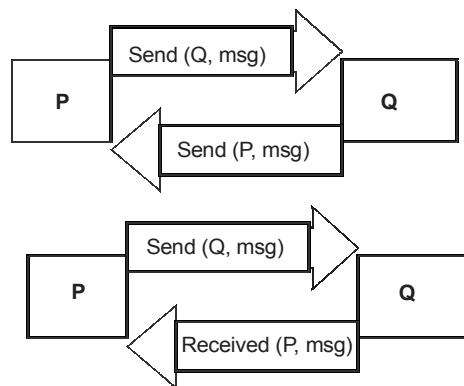 Send (Q, msg)
P
Q
Send (P, msg)
Send (Q, msg)
P
Q
Received (P, msg)